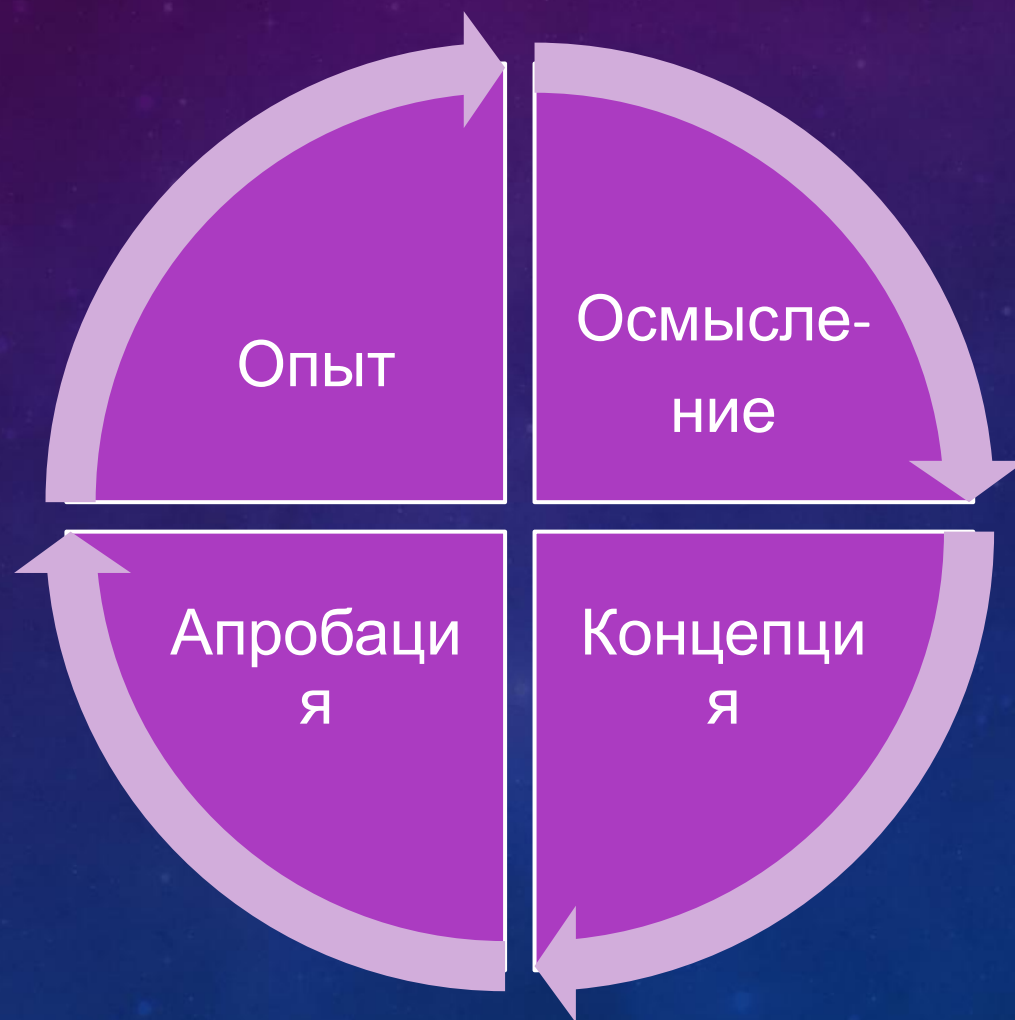 Опыт
Осмысле-
ние
Апробаци
я
Концепци
я